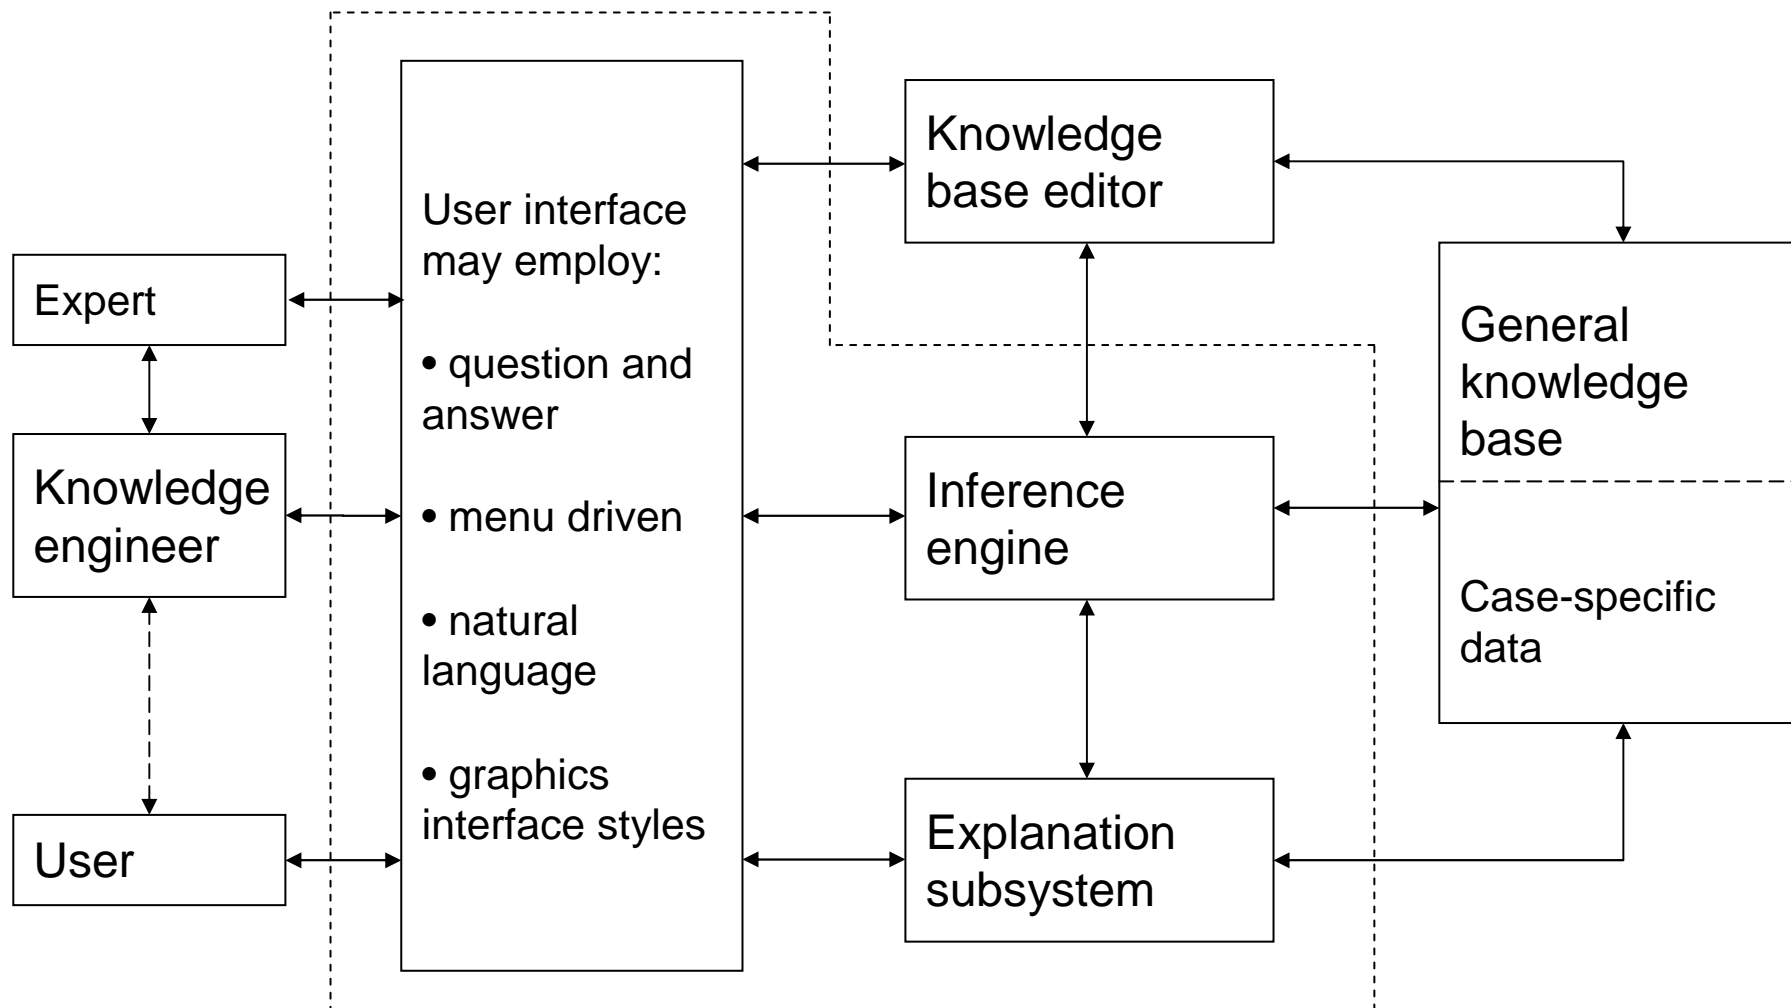 Expert
Knowledge
engineer
User
User interface
may employ:
• question and
answer
• menu driven
• natural
language
• graphics
interface styles
Knowledge
base editor
Inference
engine
Explanation
subsystem
General
knowledge
base
Case-specific
data